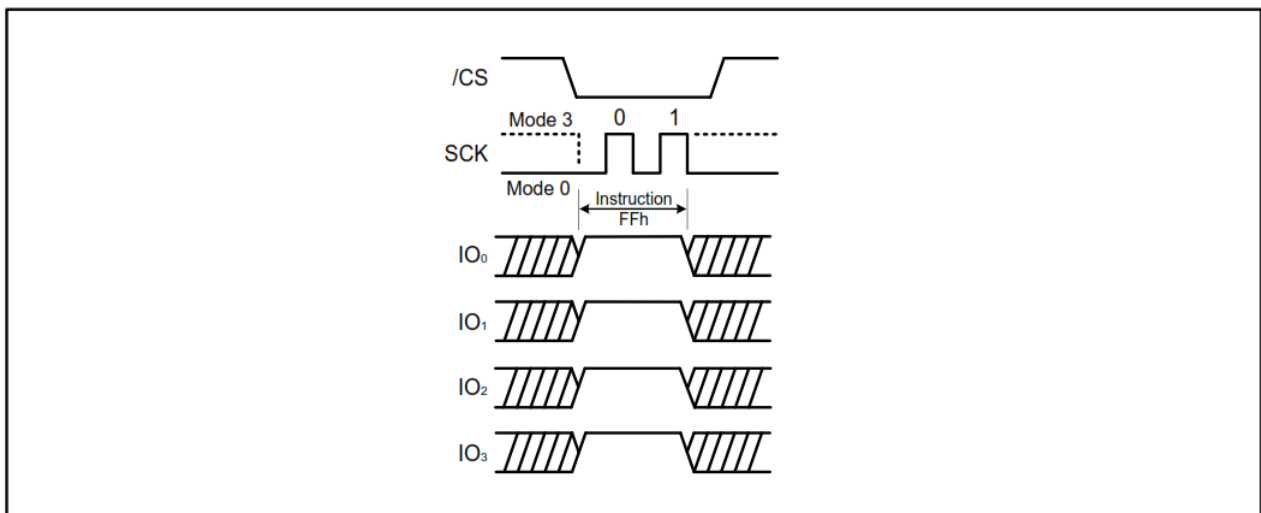 /CS
Mode 3 0 1
SCK
Mode 0
Instruction
FFh
IO₀
IO₁
IO₂
IO₃